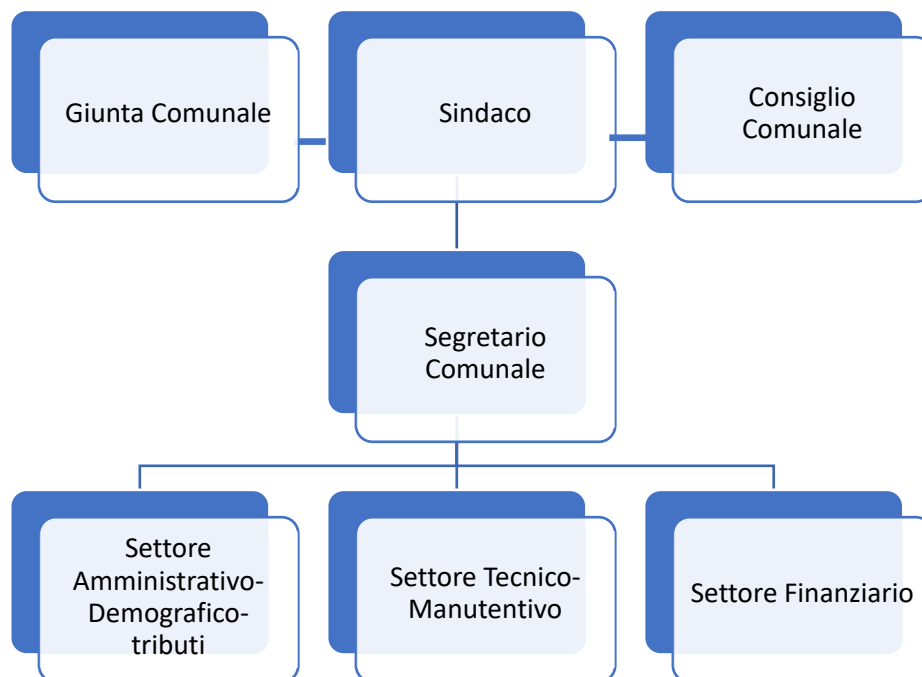 Giunta Comunale
Sindaco
Consiglio
Comunale
Segretario
Comunale
Settore
Amministrativo-
Demografico-
tributi
Settore Tecnico-
Manutentivo
Settore Finanziario